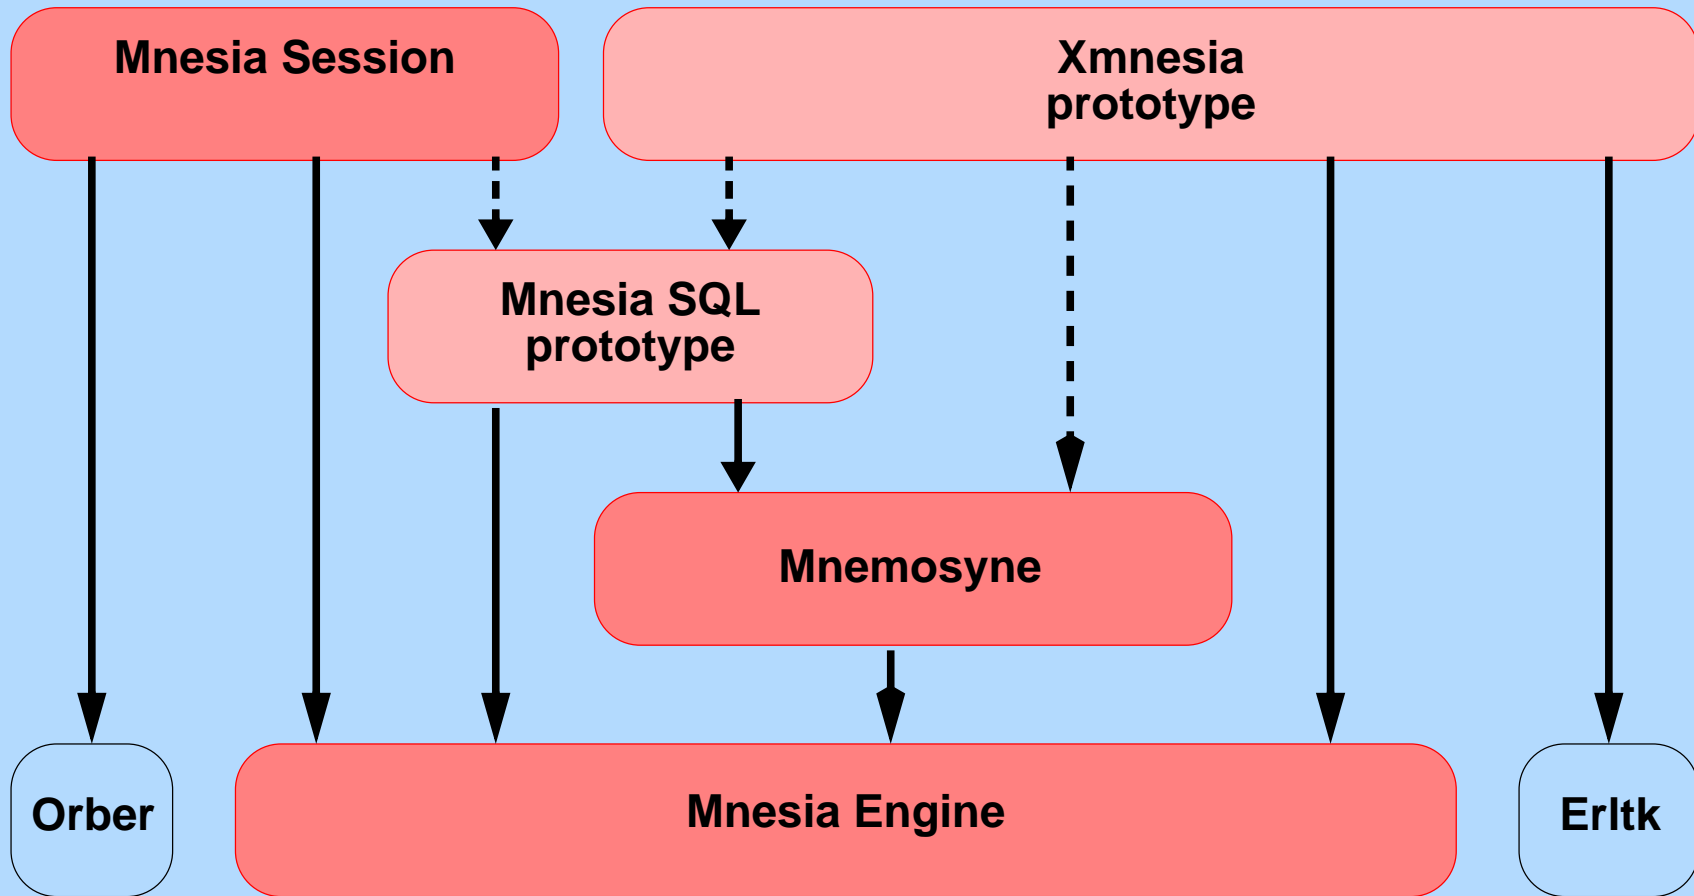 Mnesia Session
Xmnesia
prototype
Mnesia SQL
prototype
Mnemosyne
Orber
Mnesia Engine
Erltk